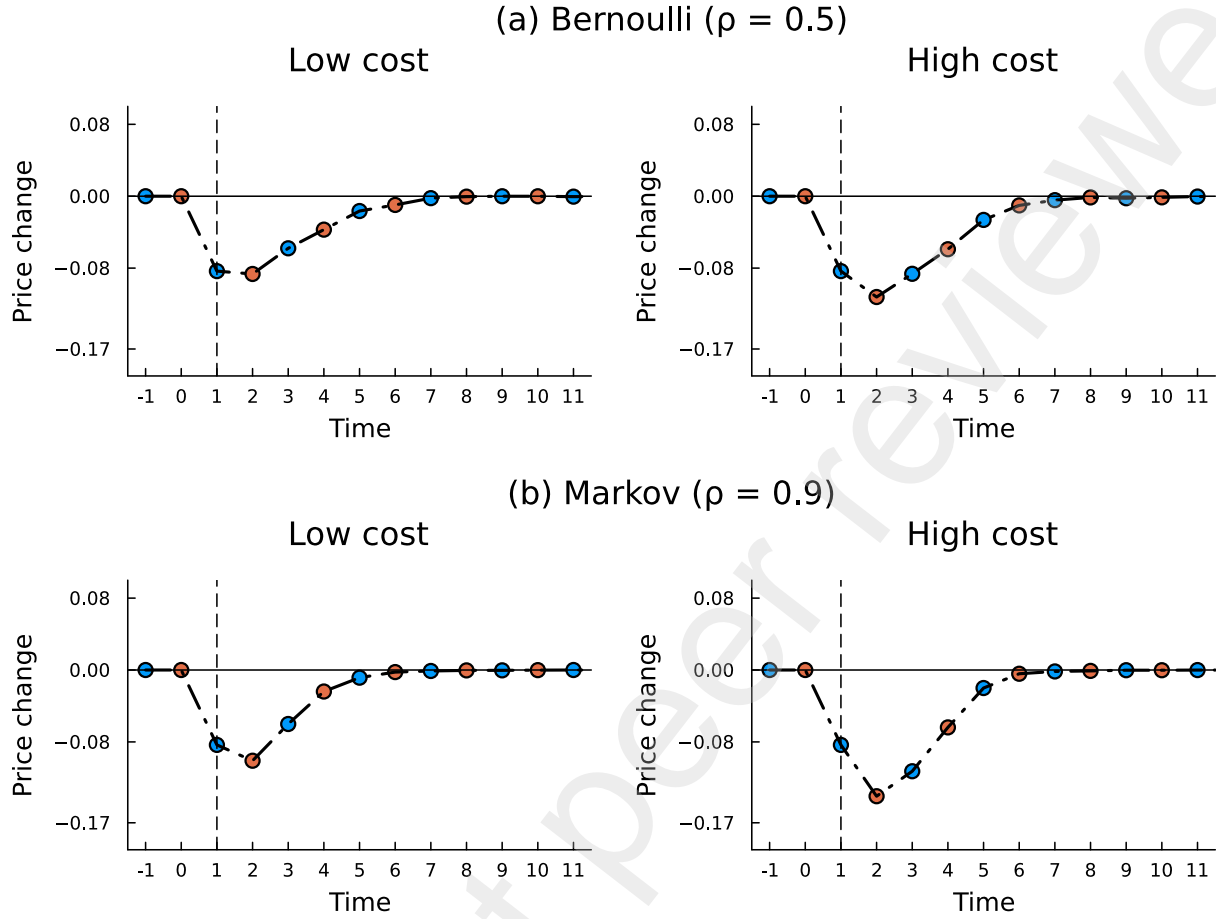 (a) Bernoulli (ρ = 0.5)
Low cost
High cost
Price change
0.08
0.00
−0.08
−0.17
-1 0 1 2 3 4 5 6 7 8 9 10 11
Time
Price change
0.08
0.00
−0.08
−0.17
-1 0 1 2 3 4 5 6 7 8 9 10 11
Time
(b) Markov (ρ = 0.9)
Low cost
High cost
Price change
0.08
0.00
−0.08
−0.17
-1 0 1 2 3 4 5 6 7 8 9 10 11
Time
Price change
0.08
0.00
−0.08
−0.17
-1 0 1 2 3 4 5 6 7 8 9 10 11
Time
t peer reviewe